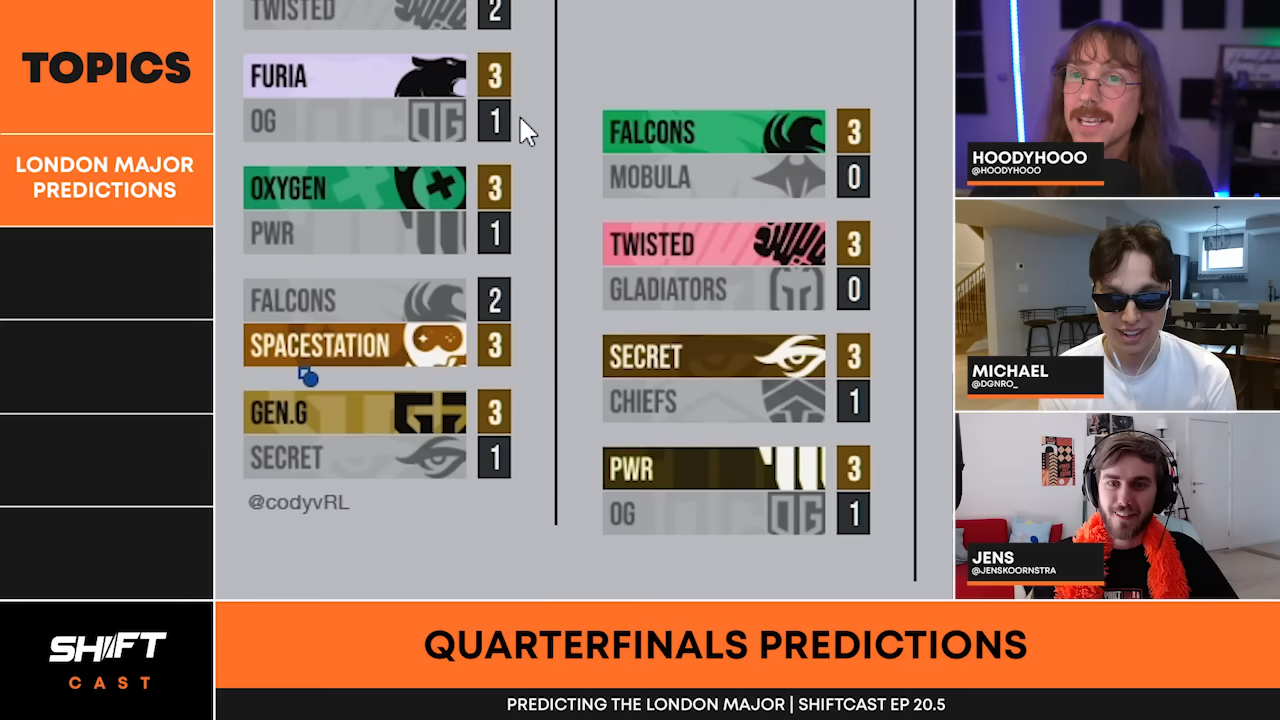 TOPICS
LONDON MAJOR
PREDICTIONS
SHIFT
CAST
TWISTED
2
FURIA
3
OG
OG
1
OXYGEN
3
PWR
1
FALCONS
2
SPACESTATION
3
GEN.G
3
SECRET
1
@codyvRL
FALCONS
3
MOBULA
0
TWISTED
3
GLADIATORS
0
SECRET
3
CHIEFS
1
PWR
3
OG
OG
1
HOODYHOOO
@HOODYHOOO
MICHAEL
@DGNRO_
JENS
@JENSKOORNSTRA
QUARTERFINALS PREDICTIONS
PREDICTING THE LONDON MAJOR | SHIFTCAST EP 20.5